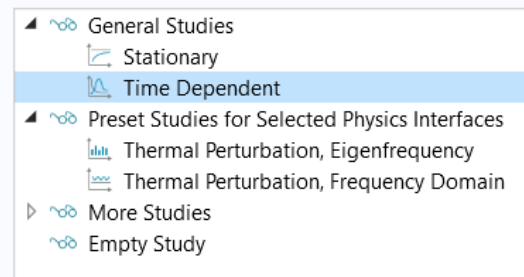 General Studies
Stationary
Time Dependent
Preset Studies for Selected Physics Interfaces
Thermal Perturbation, Eigenfrequency
Thermal Perturbation, Frequency Domain
More Studies
Empty Study